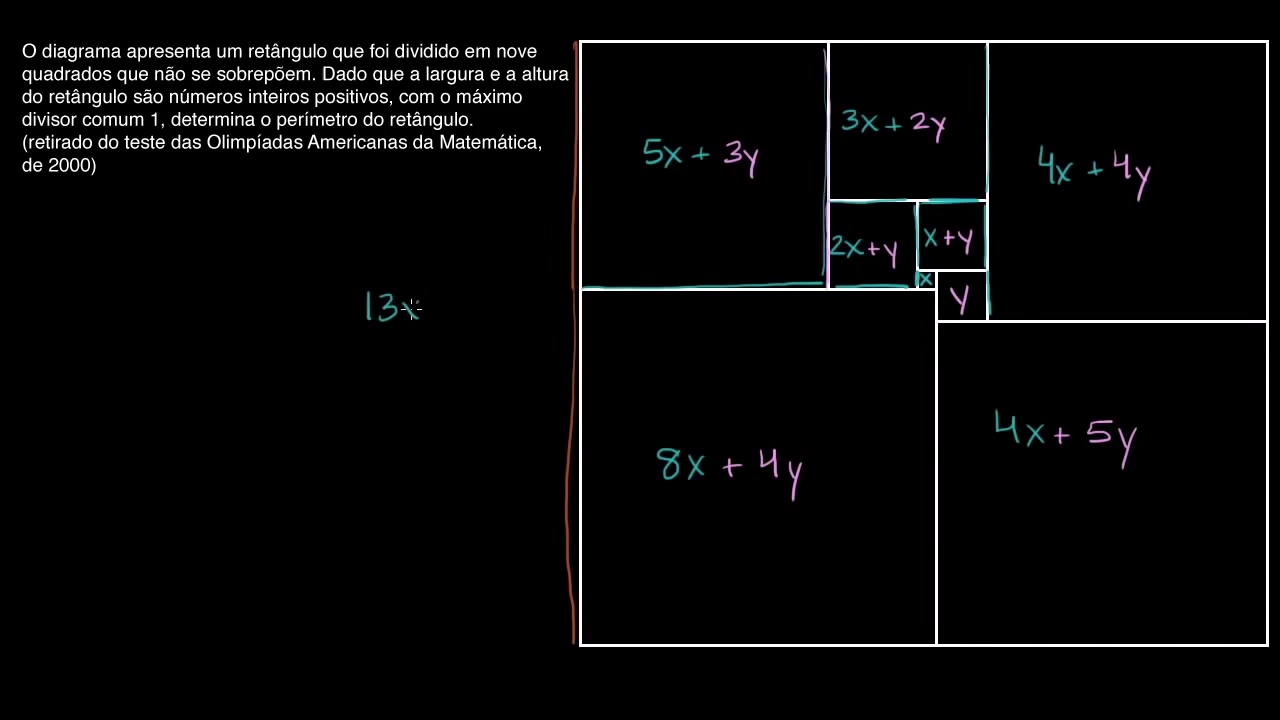 O diagrama apresenta um retângulo que foi dividido em nove
quadrados que não se sobrepõem. Dado que a largura e a altura
do retângulo são números inteiros positivos, com o máximo
divisor comum 1, determina o perímetro do retângulo.
(retirado do teste das Olimpíadas Americanas da Matemática,
de 2000)
5x + 3y
3x + 2y
4x + 4y
2x+y
x+y
x
y
13x
8x + 4y
4x + 5y